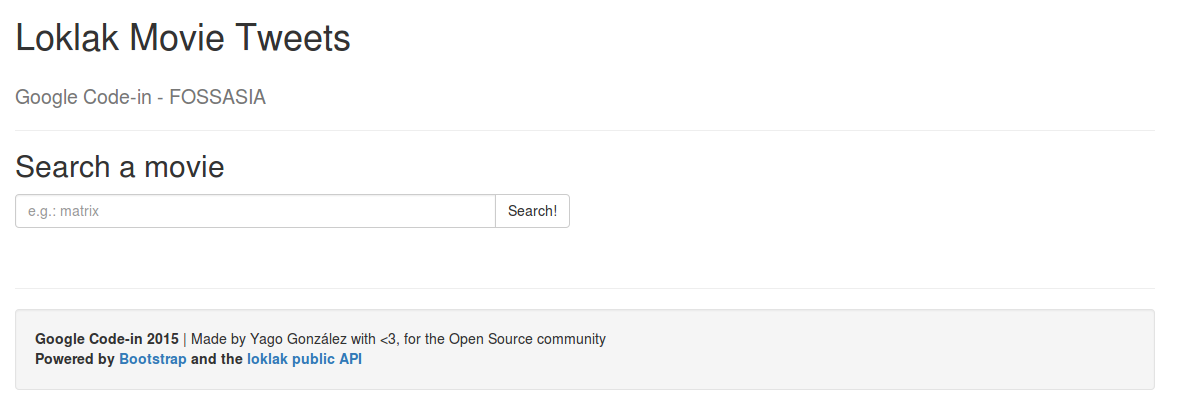 Loklak Movie Tweets
Google Code-in - FOSSASIA
Search a movie
e.g.: matrix
Search!
Google Code-in 2015 | Made by Yago González with <3, for the Open Source community
Powered by Bootstrap and the loklak public API